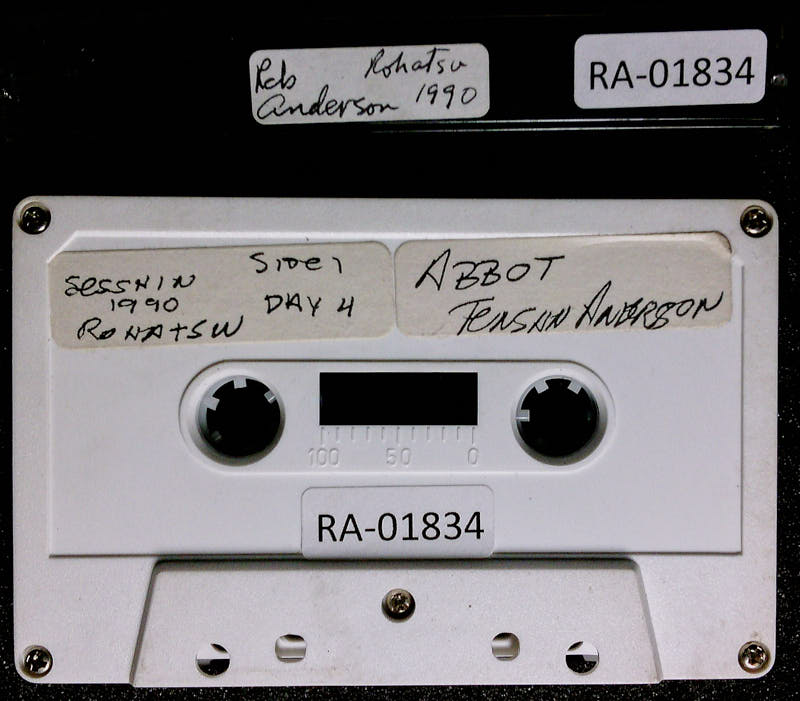 Reb Rohatsu
Anderson 1990
RA-01834
SESSHIN SIDE 1
1990 DAY 4
ROHATSU
ABBOT
TENSHIN ANDERSON
100 50 0
RA-01834